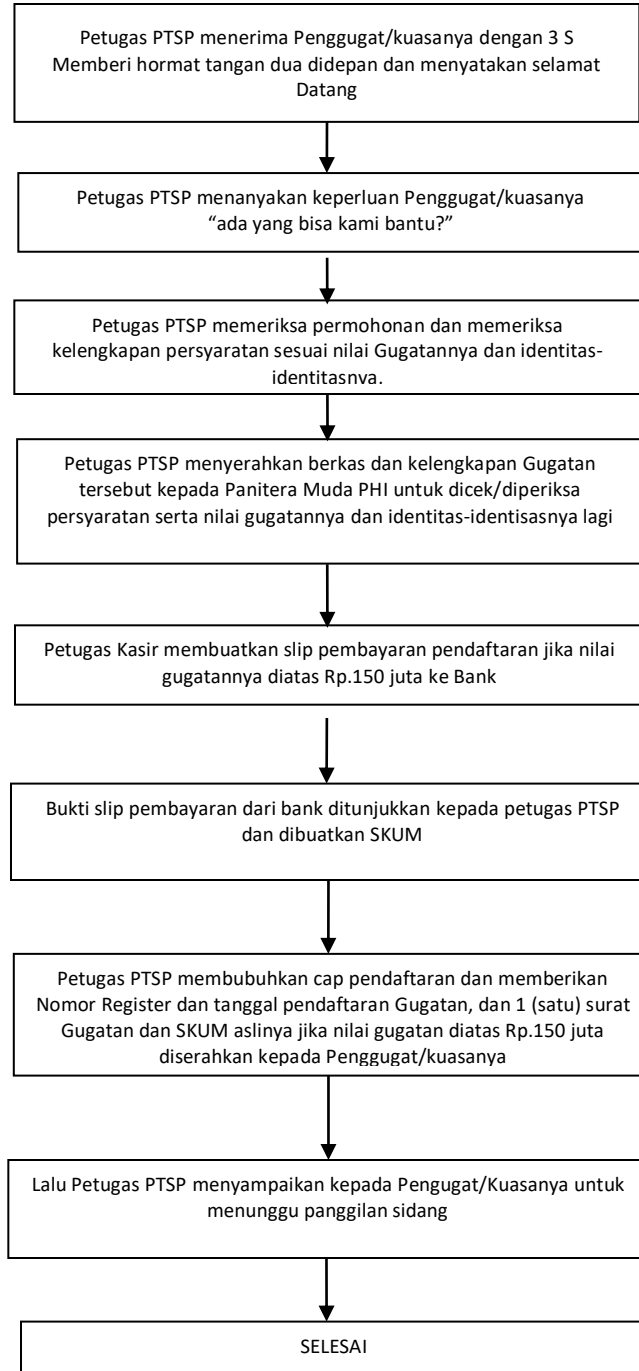 Petugas PTSP menerima Penggugat/kuasanya dengan 3 S
Memberi hormat tangan dua didepan dan menyatakan selamat
Datang
Petugas PTSP menanyakan keperluan Penggugat/kuasanya
“ada yang bisa kami bantu?”
Petugas PTSP memeriksa permohonan dan memeriksa
kelengkapan persyaratan sesuai nilai Gugatannya dan identitas-
identitasnya.
Petugas PTSP menyerahkan berkas dan kelengkapan Gugatan
tersebut kepada Panitera Muda PHI untuk dicek/diperiksa
persyaratan serta nilai gugatannya dan identitas-identisasnya lagi
Petugas Kasir membuatkan slip pembayaran pendaftaran jika nilai
gugatannya diatas Rp.150 juta ke Bank
Bukti slip pembayaran dari bank ditunjukkan kepada petugas PTSP
dan dibuatkan SKUM
Petugas PTSP membubuhkan cap pendaftaran dan memberikan
Nomor Register dan tanggal pendaftaran Gugatan, dan 1 (satu) surat
Gugatan dan SKUM aslinya jika nilai gugatan diatas Rp.150 juta
diserahkan kepada Penggugat/kuasanya
Lalu Petugas PTSP menyampaikan kepada Pengugat/Kuasanya untuk
menunggu panggilan sidang
SELESAI